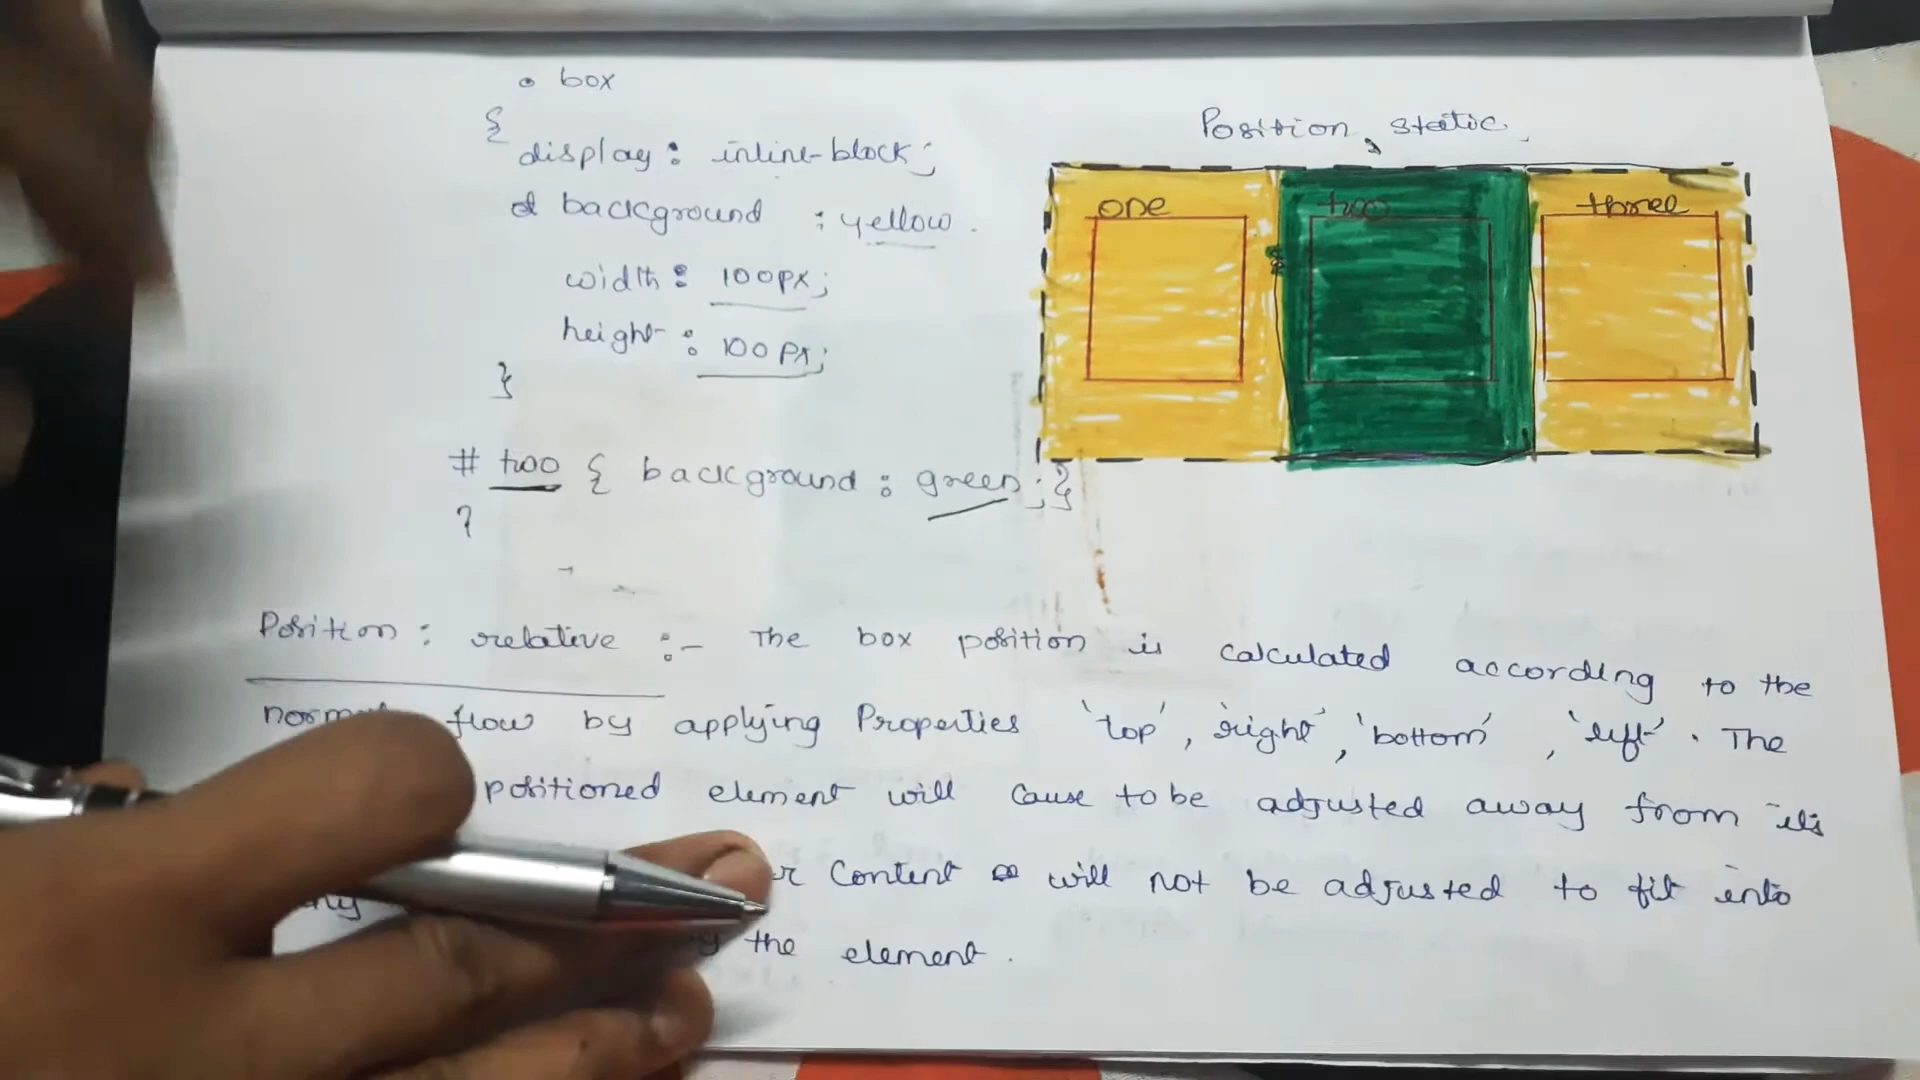 . box
{
display : inline-block;
background : yellow.
width : 100px;
height : 100px;
}
# two { background : green ; }
}
Position, static,
one two three
Position : relative :- The box position is calculated according to the
flow by applying Properties 'top', 'right', 'bottom', 'left'. The
positioned element will cause to be adjusted away from its
Content will not be adjusted to fit into
the element.